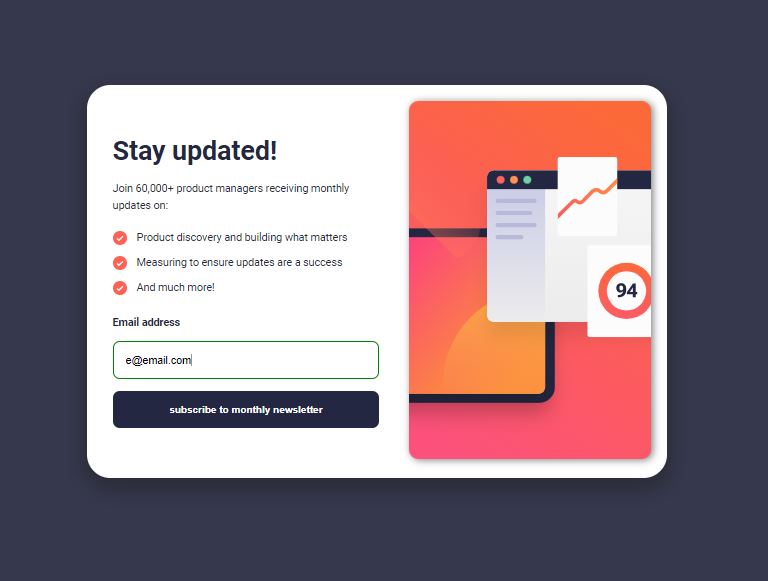 Stay updated!
Join 60,000+ product managers receiving monthly
updates on:
Product discovery and building what matters
Measuring to ensure updates are a success
And much more!
Email address
e@email.com
subscribe to monthly newsletter
94